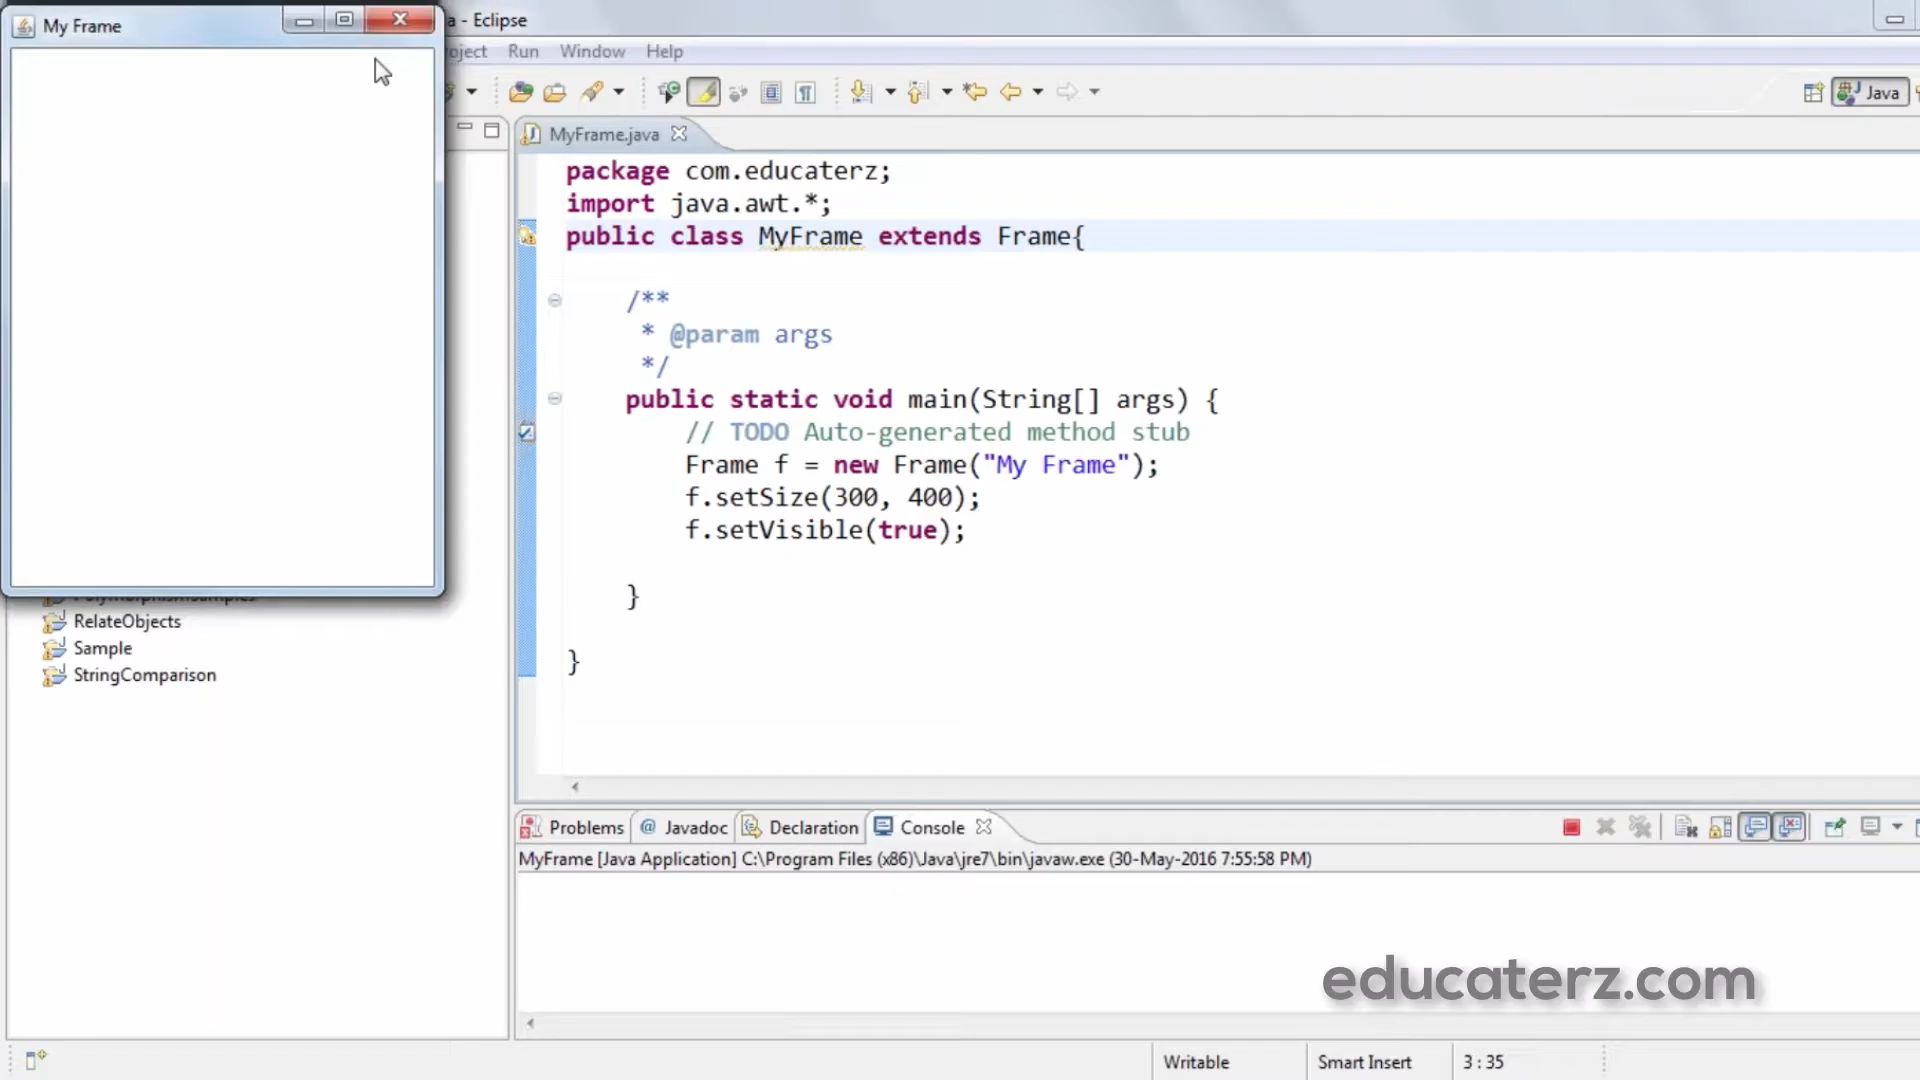 My Frame
a - Eclipse
oject Run Window Help
Java
MyFrame.java
package com.educaterz;
import java.awt.*;
public class MyFrame extends Frame{
/**
* @param args
*/
public static void main(String[] args) {
// TODO Auto-generated method stub
Frame f = new Frame("My Frame");
f.setSize(300, 400);
f.setVisible(true);
}
}
RelateObjects
Sample
StringComparison
Problems @ Javadoc Declaration Console
MyFrame [Java Application] C:\Program Files (x86)\Java\jre7\bin\javaw.exe (30-May-2016 7:55:58 PM)
educaterz.com
Writable Smart Insert 3 : 35